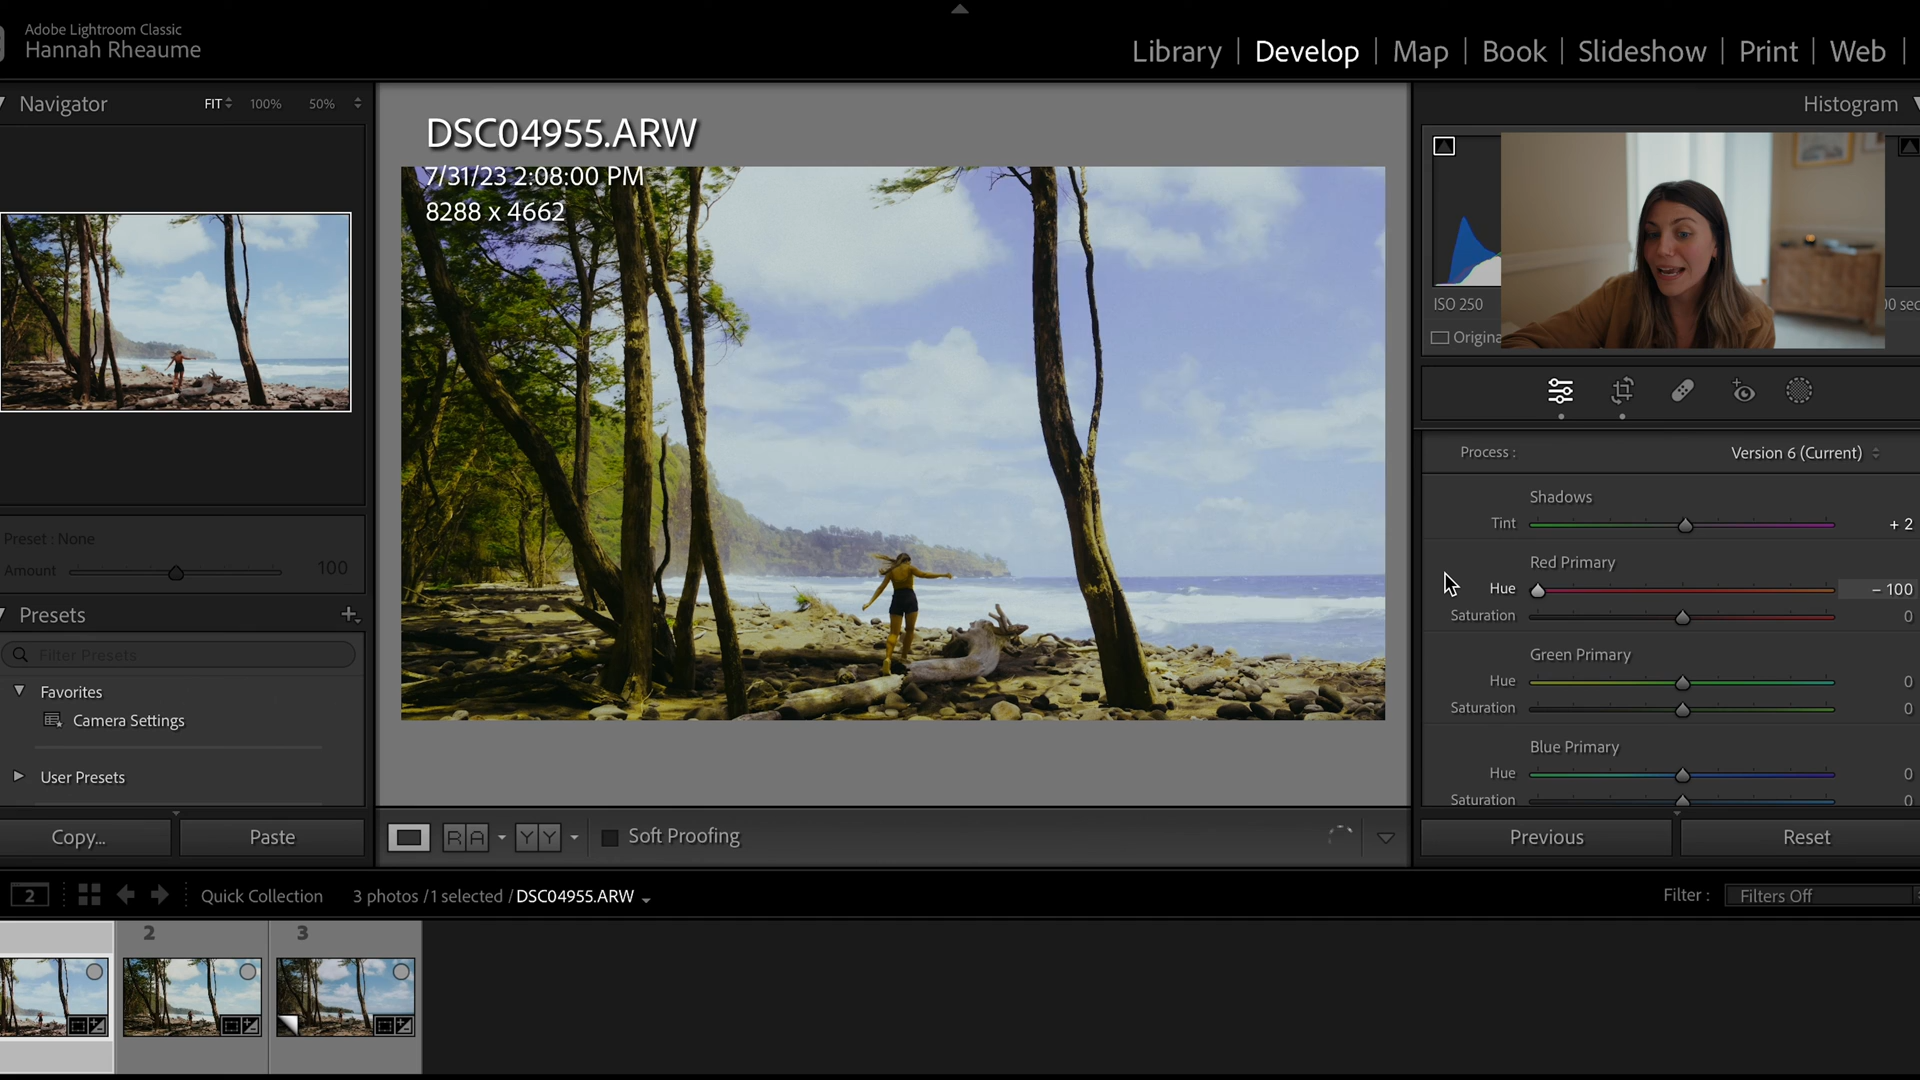 Adobe Lightroom Classic
Hannah Rheaume
Library | Develop | Map | Book | Slideshow | Print | Web |
Navigator FIT 100% 50%
Histogram
DSC04955.ARW
7/31/23 2:08:00 PM
8288 x 4662
ISO 250
00 sec
Origina
Process : Version 6 (Current)
Shadows
Tint + 2
Red Primary
Hue – 100
Saturation 0
Green Primary
Hue 0
Saturation 0
Blue Primary
Hue 0
Saturation 0
Previous Reset
Preset : None
Amount 100
Presets
Filter Presets
Favorites
Camera Settings
User Presets
Copy... Paste
R A Y Y Soft Proofing
2 Quick Collection 3 photos /1 selected /DSC04955.ARW
Filter : Filters Off
2 3